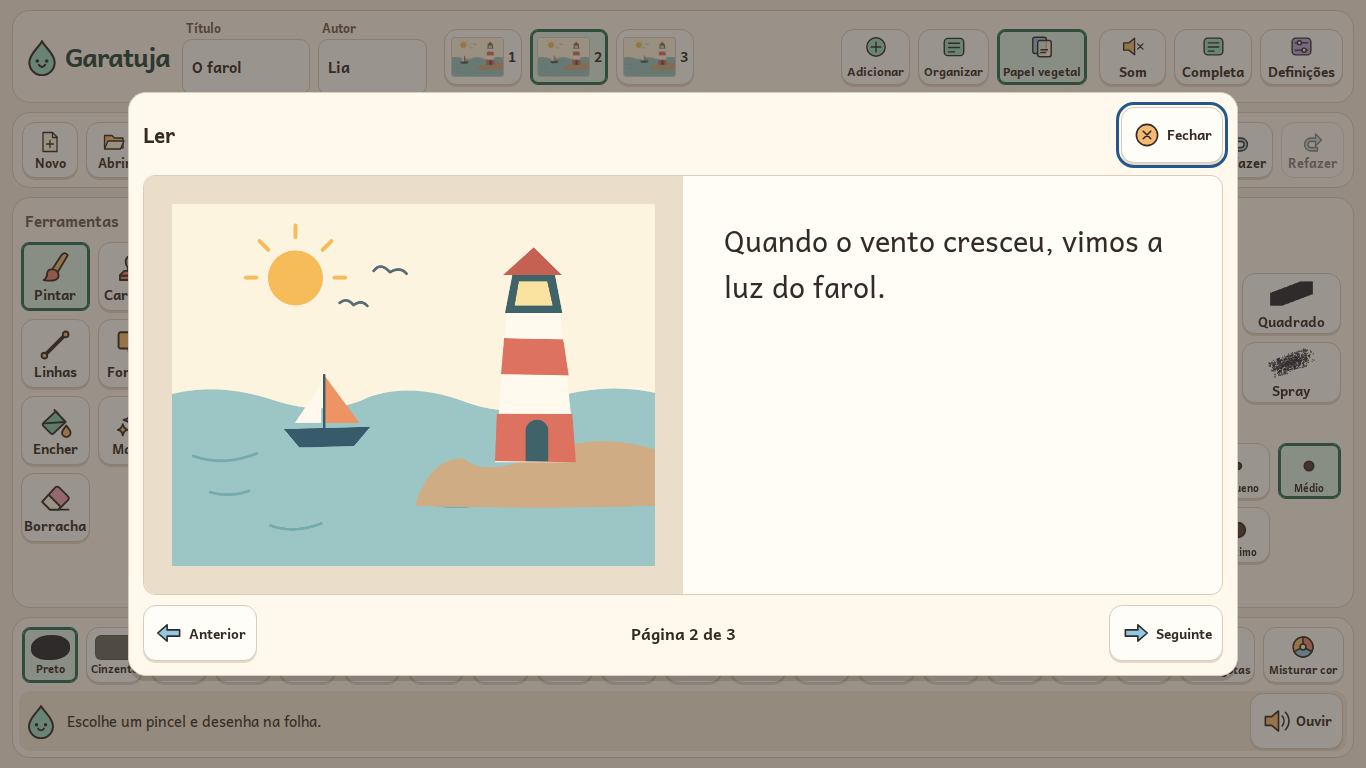 Garatuja
Título
O farol
Autor
Lia
1
2
3
Adicionar
Organizar
Papel vegetal
Som
Completa
Definições
Novo
Abrir
Refazer
Ler
Fechar
Ferramentas
Pintar
Linhas
Encher
Borracha
Quando o vento cresceu, vimos a
luz do farol.
Quadrado
Spray
Médio
Anterior
Página 2 de 3
Seguinte
Preto
Misturar cor
Escolhe um pincel e desenha na folha.
Ouvir